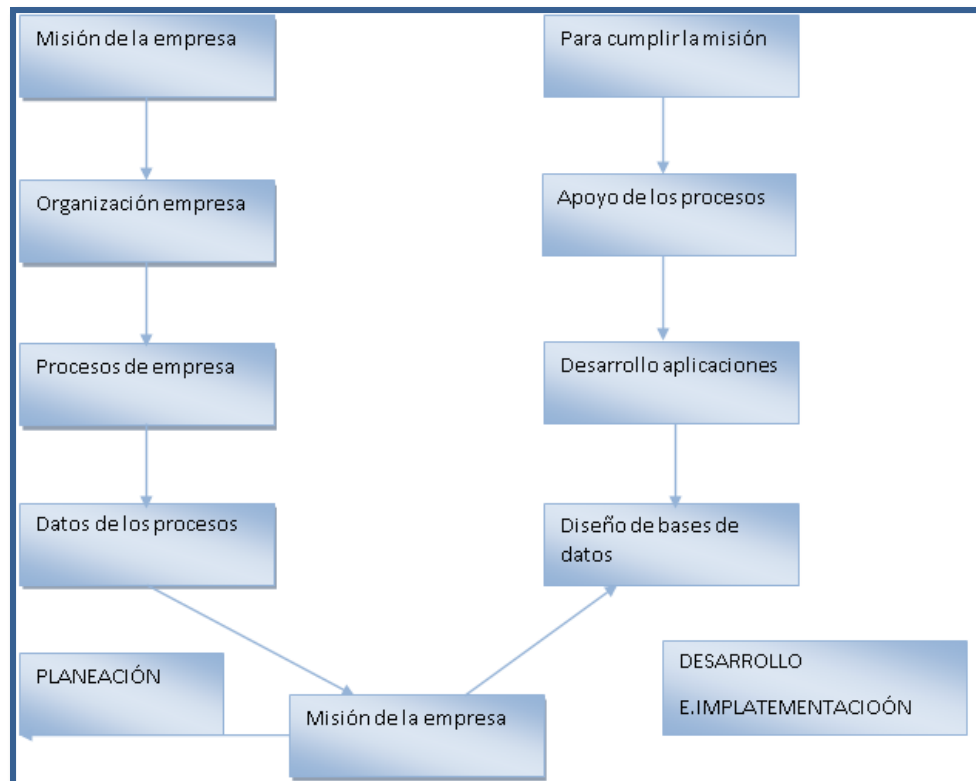 Misión de la empresa
Para cumplir la misión
Organización empresa
Apoyo de los procesos
Procesos de empresa
Desarrollo aplicaciones
Datos de los procesos
Diseño de bases de
datos
PLANEACIÓN
Misión de la empresa
DESARROLLO
E.IMPLATEMENTACIOÓN